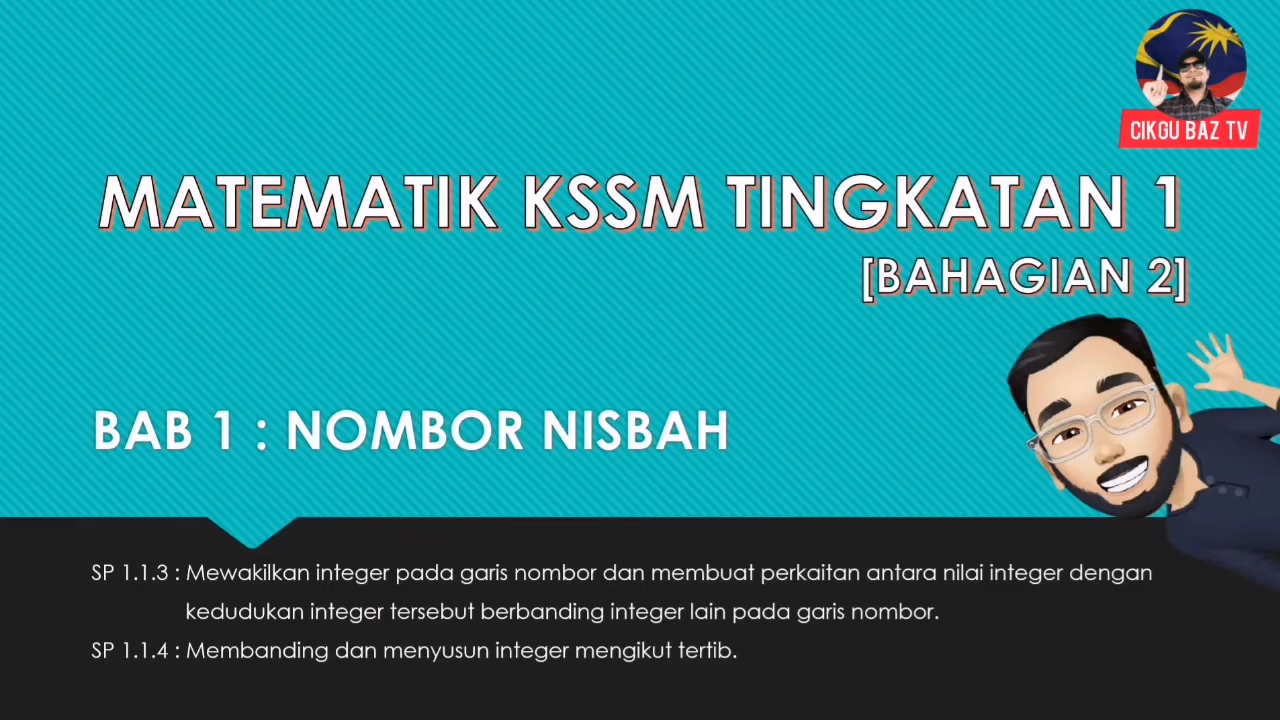 CIKGU BAZ TV
MATEMATIK KSSM TINGKATAN 1
[BAHAGIAN 2]
BAB 1 : NOMBOR NISBAH
SP 1.1.3 : Mewakilkan integer pada garis nombor dan membuat perkaitan antara nilai integer dengan
kedudukan integer tersebut berbanding integer lain pada garis nombor.
SP 1.1.4 : Membanding dan menyusun integer mengikut tertib.